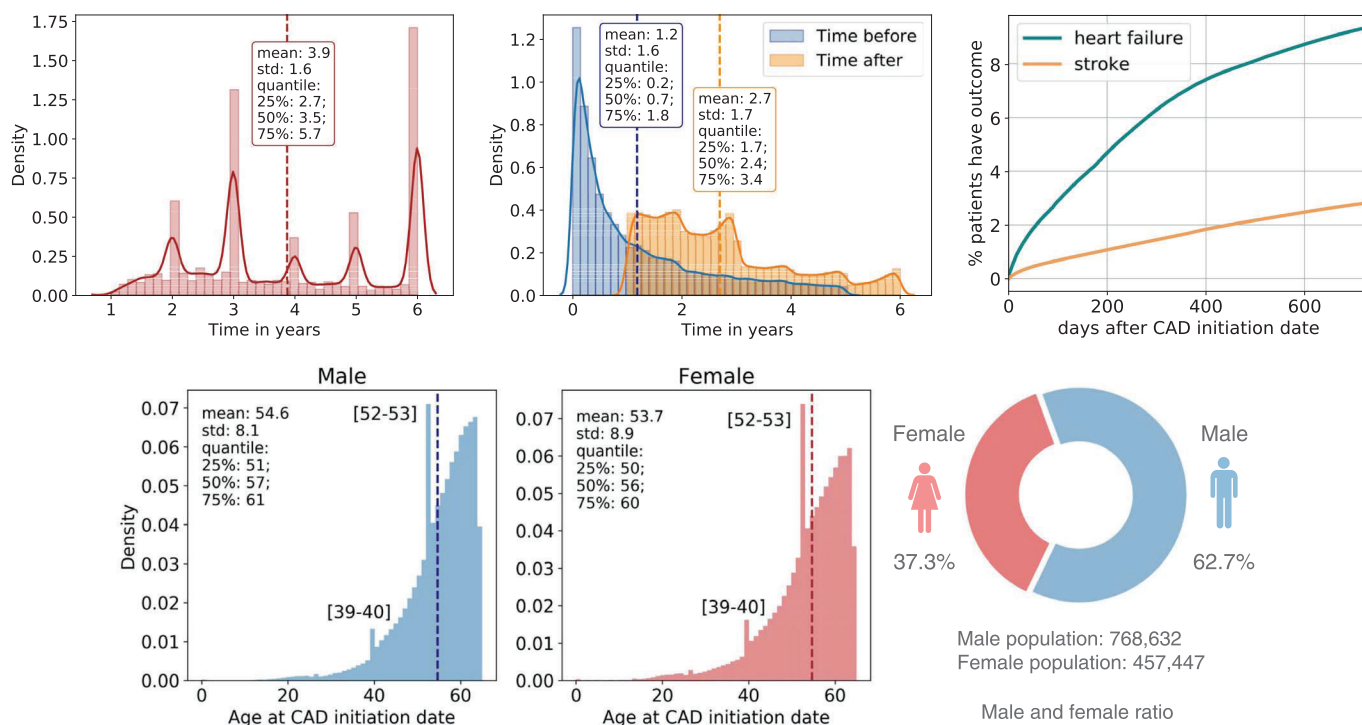 1.75
1.50
1.25
1.00
0.75
0.50
0.25
0.00
Density
mean: 3.9
std: 1.6
quantile:
25%: 2.7;
50%: 3.5;
75%: 5.7
1 2 3 4 5 6
Time in years
1.2
1.0
0.8
0.6
0.4
0.2
0.0
Density
mean: 1.2
std: 1.6
quantile:
25%: 0.2;
50%: 0.7;
75%: 1.8
Time before
Time after
mean: 2.7
std: 1.7
quantile:
25%: 1.7;
50%: 2.4;
75%: 3.4
0 2 4 6
Time in years
% patients have outcome
8
6
4
2
0
heart failure
stroke
0 200 400 600
days after CAD initiation date
Male
0.07
0.06
0.05
0.04
0.03
0.02
0.01
0.00
Density
mean: 54.6
std: 8.1
quantile:
25%: 51;
50%: 57;
75%: 61
[52-53]
[39-40]
0 20 40 60
Age at CAD initiation date
Female
0.07
0.06
0.05
0.04
0.03
0.02
0.01
0.00
mean: 53.7
std: 8.9
quantile:
25%: 50;
50%: 56;
75%: 60
[52-53]
[39-40]
0 20 40 60
Age at CAD initiation date
Female
37.3%
Male
62.7%
Male population: 768,632
Female population: 457,447
Male and female ratio